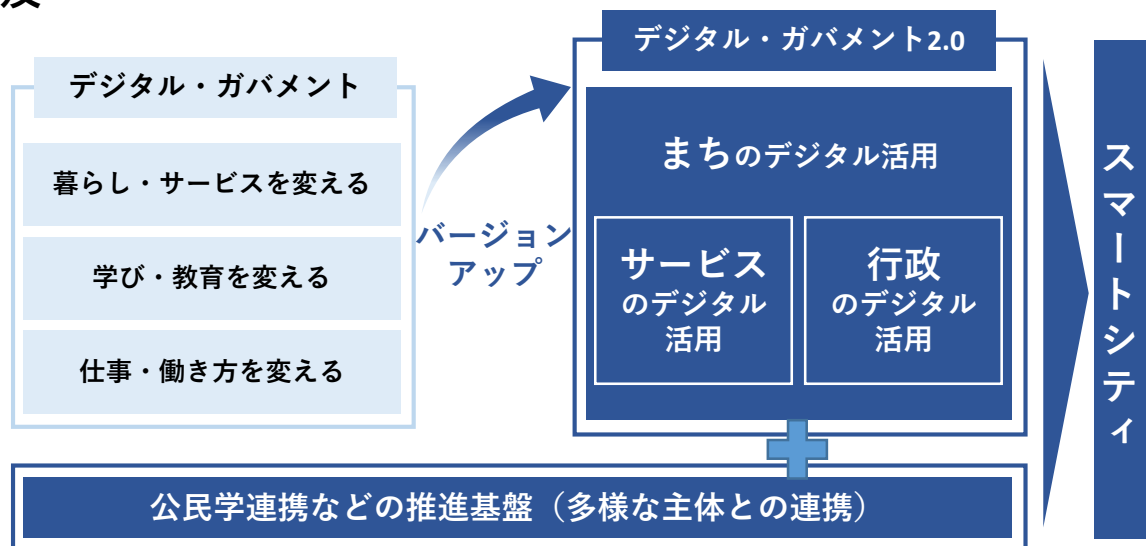 デジタル・ガバメント
暮らし・サービスを変える
学び・教育を変える
仕事・働き方を変える
バージョン
アップ
デジタル・ガバメント2.0
まちのデジタル活用
サービス
のデジタル
活用
行政
のデジタル
活用
公民学連携などの推進基盤（多様な主体との連携）
スマートシティ